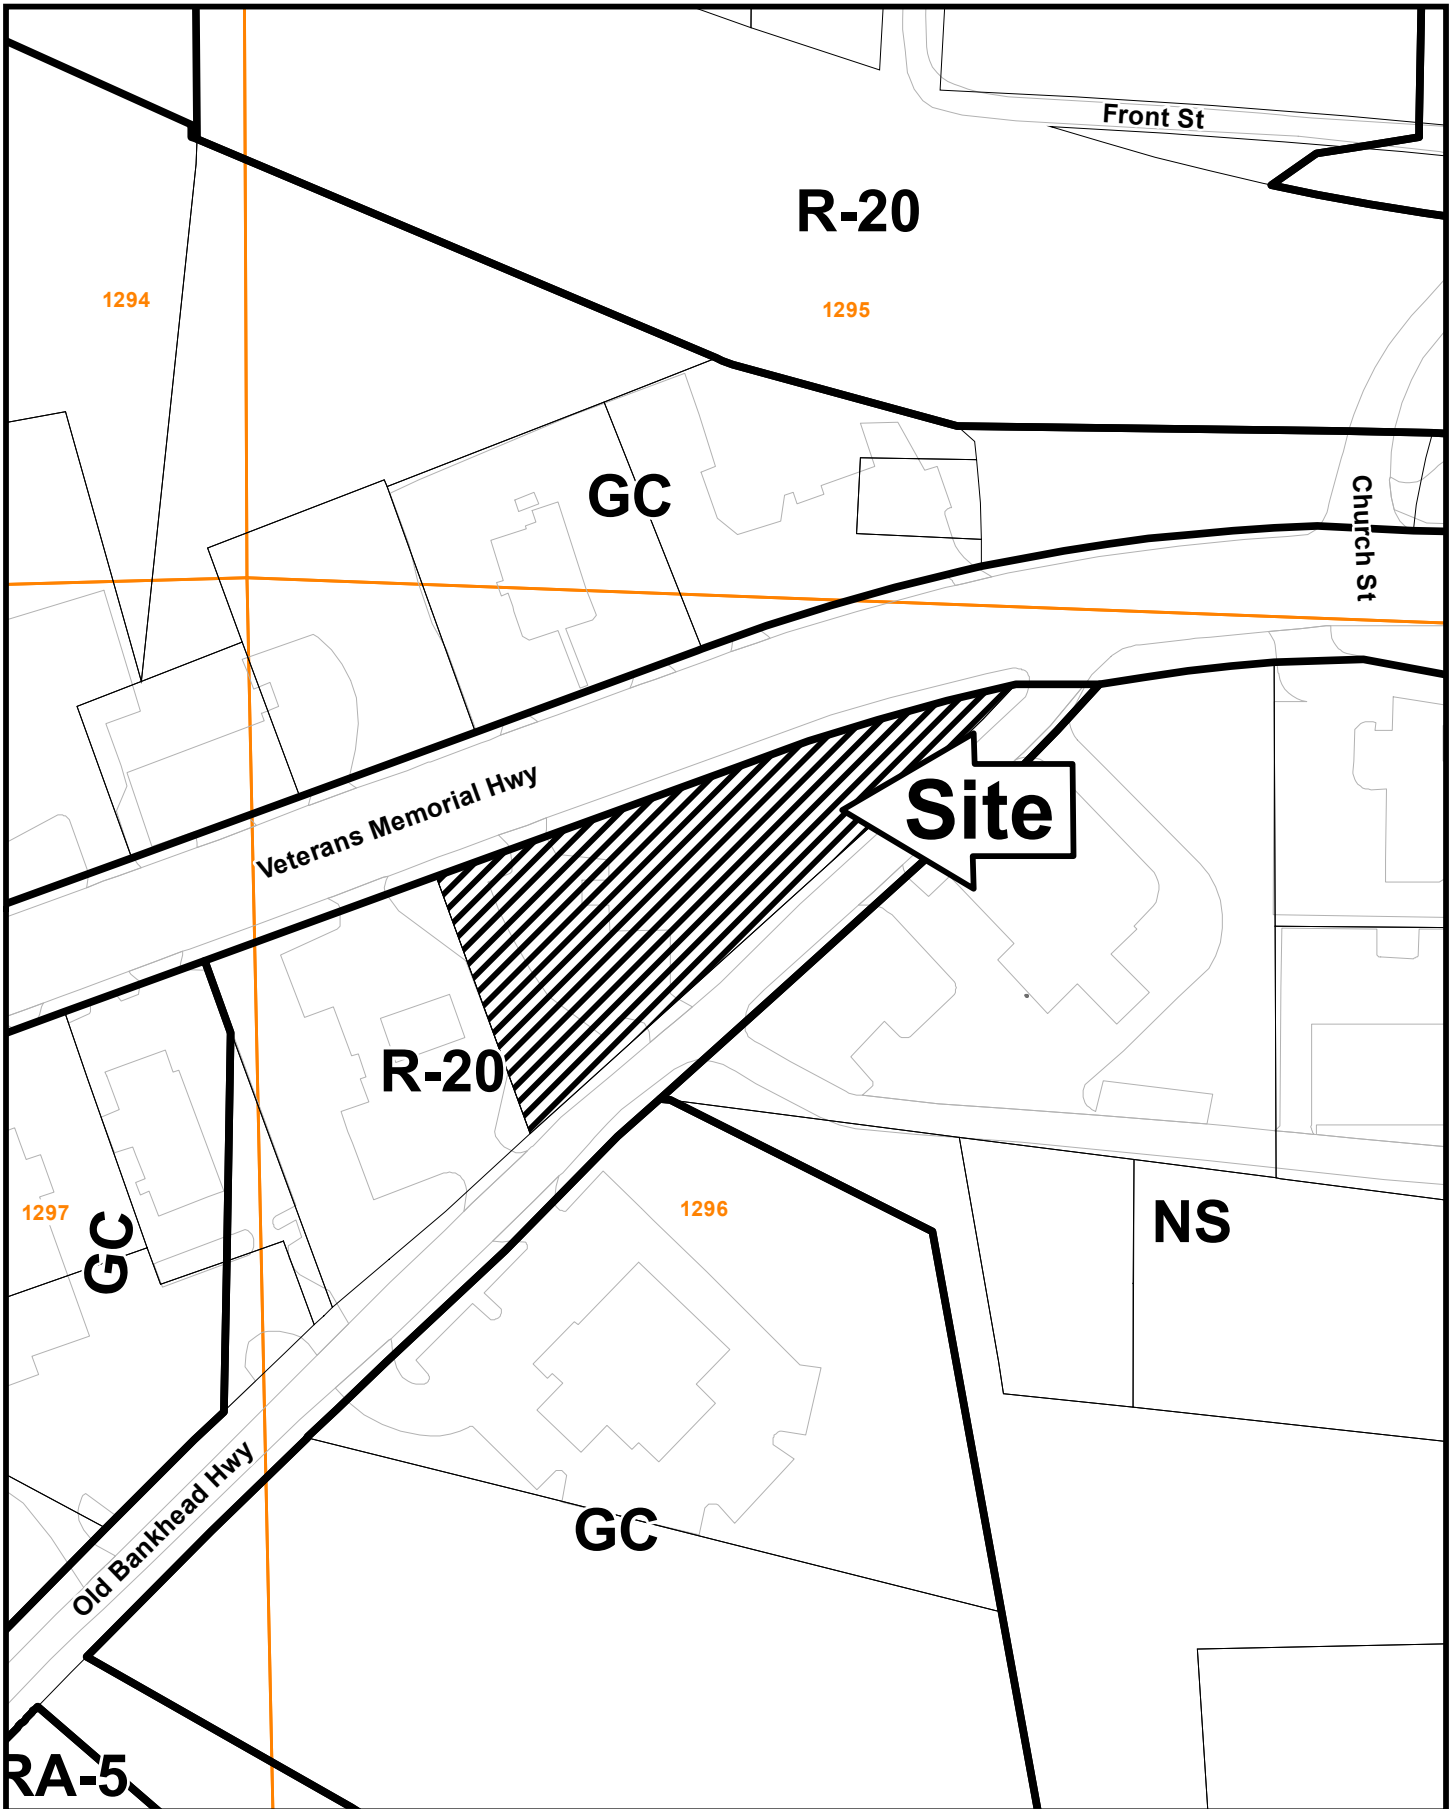 Front St
R-20
1294
1295
GC
Church St
Veterans Memorial Hwy
Site
R-20
1297
GC
1296
NS
Old Bankhead Hwy
GC
RA-5